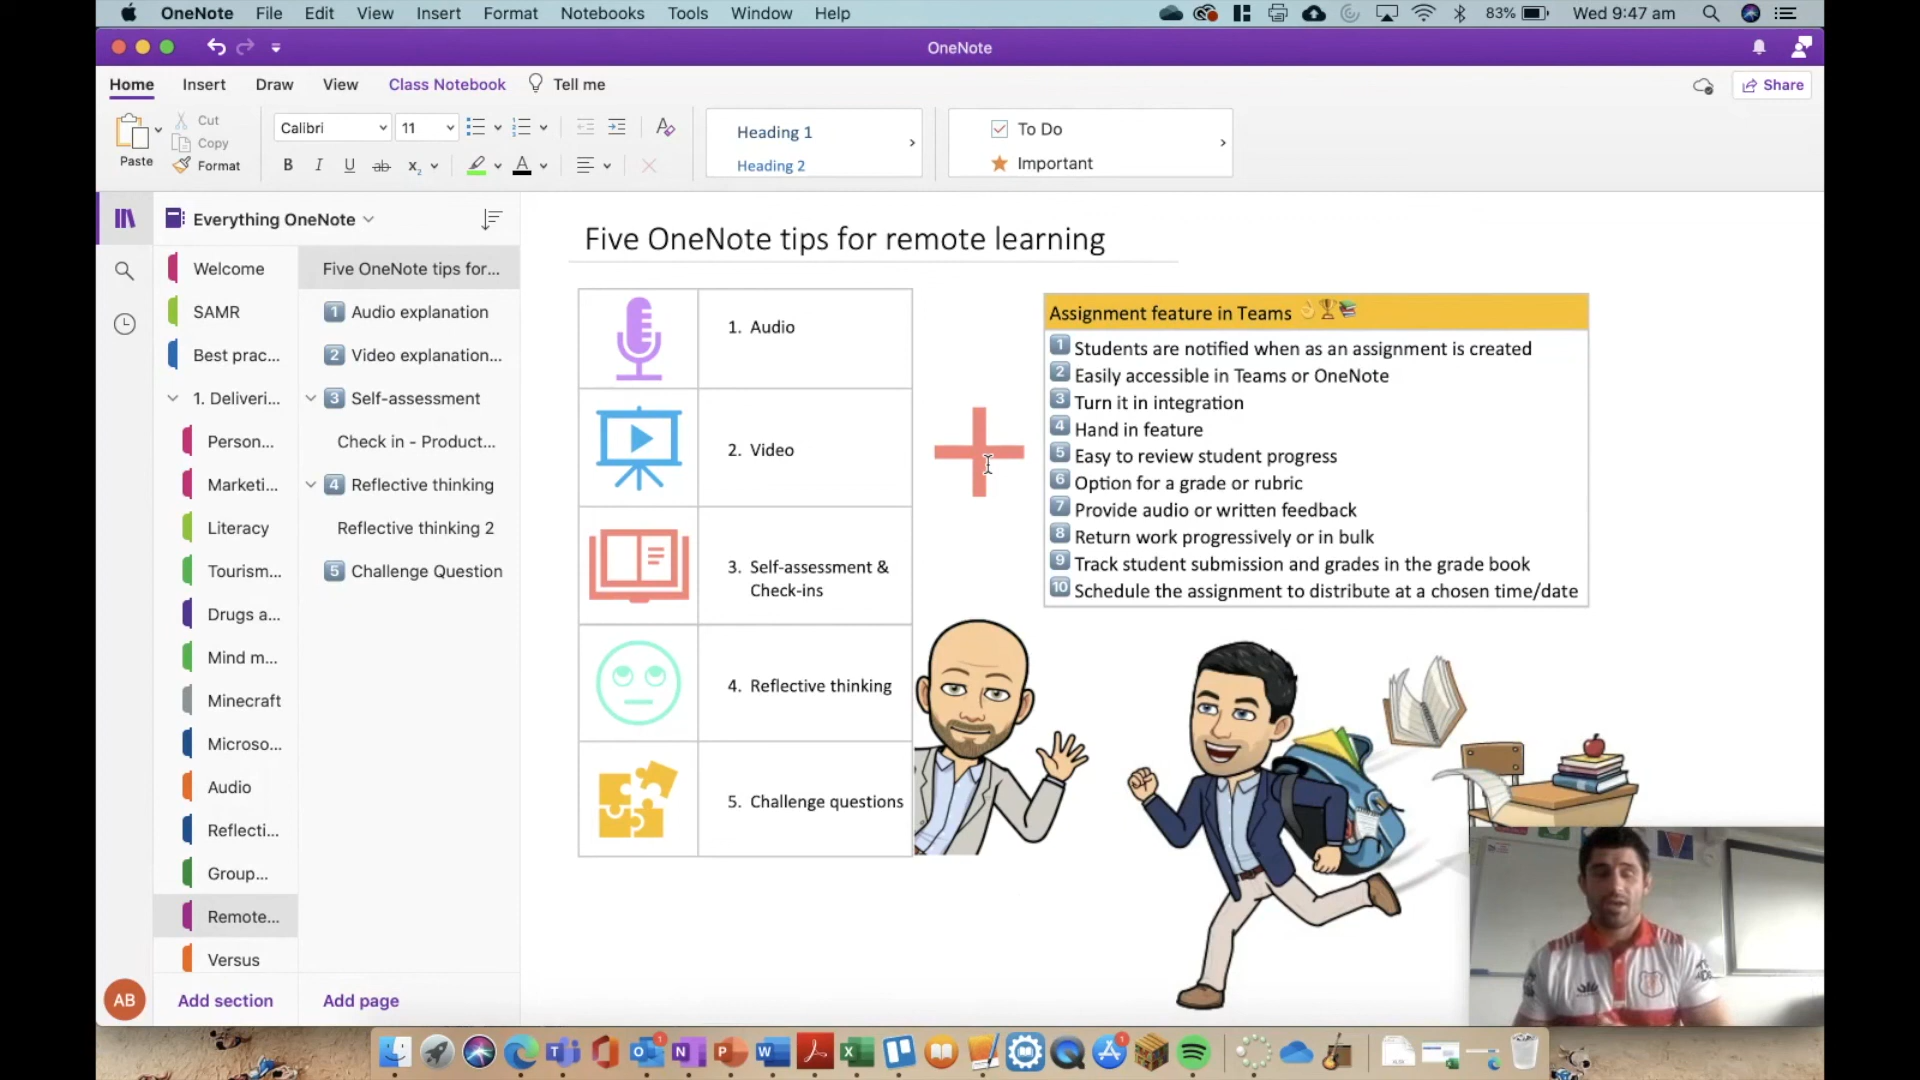 OneNote File Edit View Insert Format Notebooks Tools Window Help 83% Wed 9:47 am
OneNote
Home Insert Draw View Class Notebook Tell me Share
Paste Cut Copy Format
Calibri 11
B I U ab x₂ A
Heading 1
Heading 2
To Do
Important
Everything OneNote
Welcome
SAMR
Best prac...
1. Deliveri...
Person...
Marketi...
Literacy
Tourism...
Drugs a...
Mind m...
Minecraft
Microso...
Audio
Reflecti...
Group...
Remote...
Versus
AB
Add section
Five OneNote tips for...
1 Audio explanation
2 Video explanation...
3 Self-assessment
Check in - Product...
4 Reflective thinking
Reflective thinking 2
5 Challenge Question
Add page
Five OneNote tips for remote learning
1. Audio
2. Video
3. Self-assessment &
Check-ins
4. Reflective thinking
5. Challenge questions
Assignment feature in Teams 👌🏆📚
1 Students are notified when as an assignment is created
2 Easily accessible in Teams or OneNote
3 Turn it in integration
4 Hand in feature
5 Easy to review student progress
6 Option for a grade or rubric
7 Provide audio or written feedback
8 Return work progressively or in bulk
9 Track student submission and grades in the grade book
10 Schedule the assignment to distribute at a chosen time/date